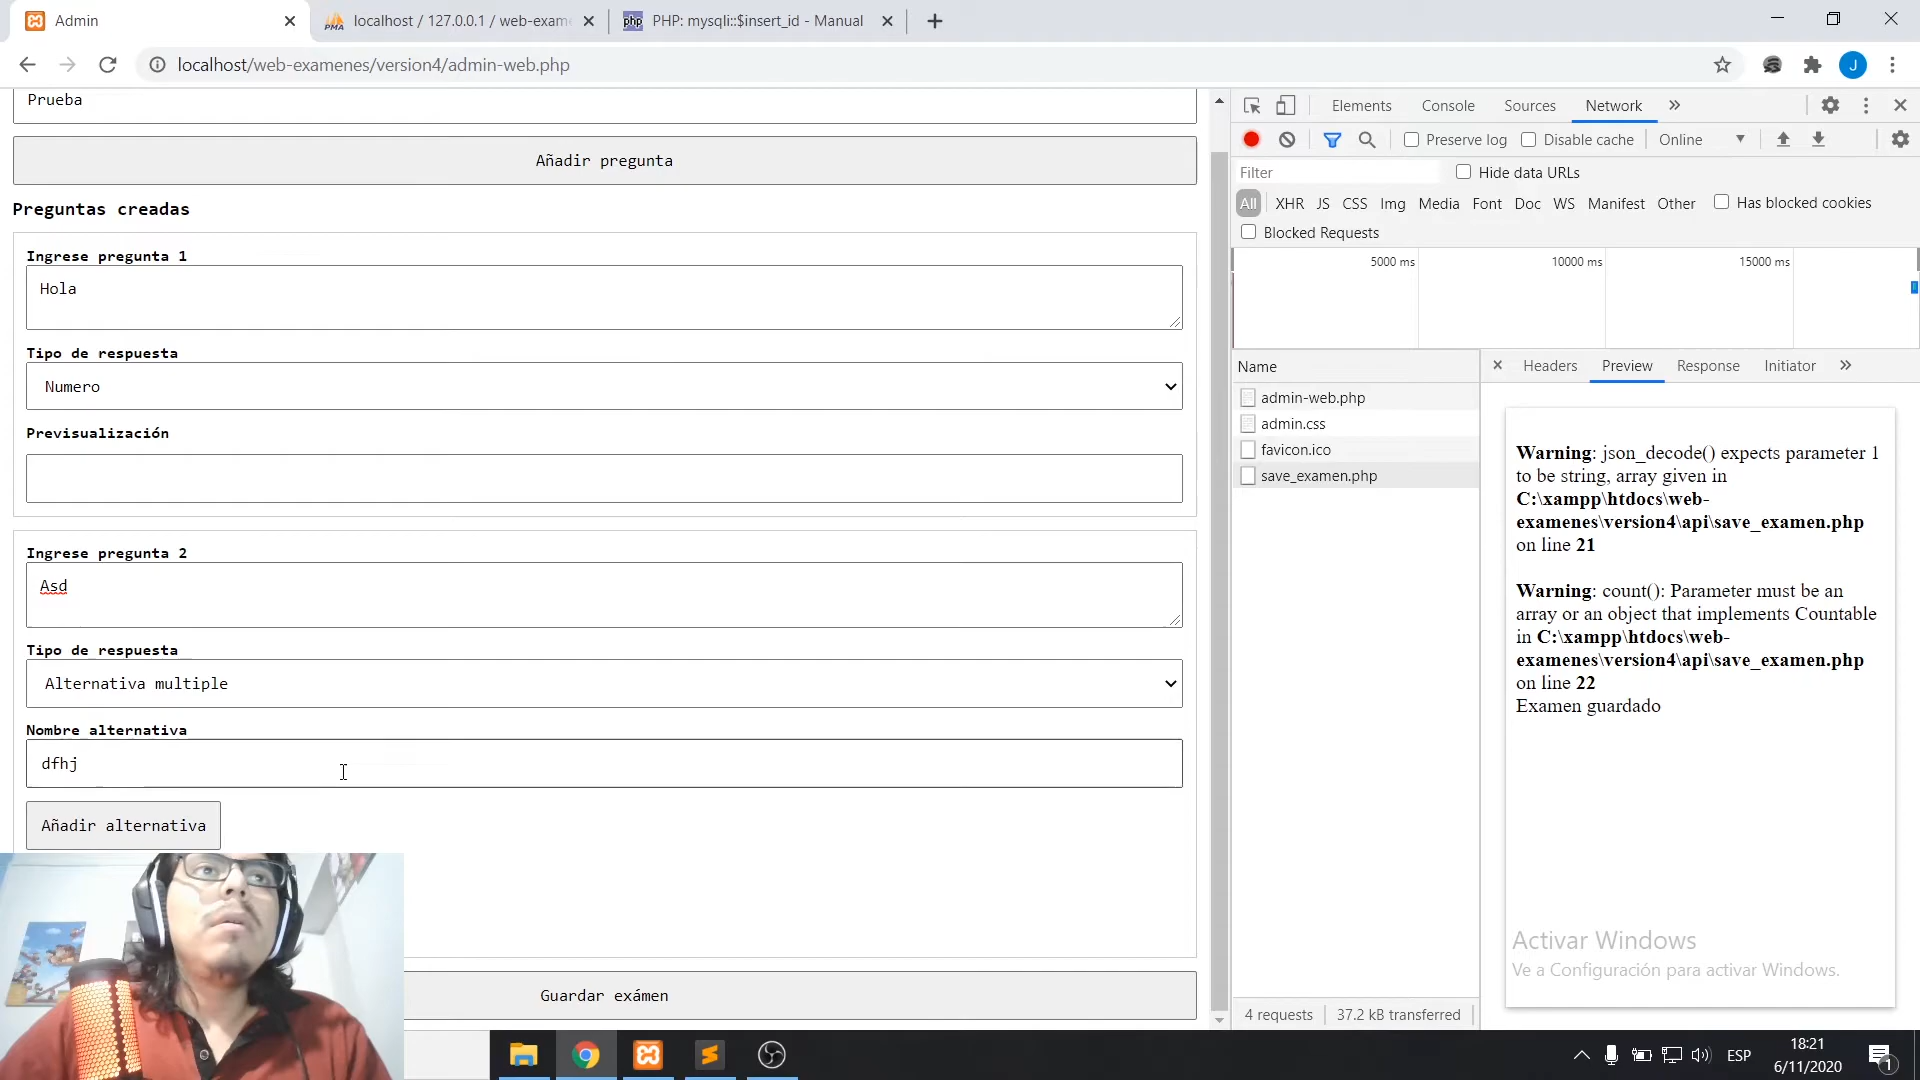 Admin
localhost / 127.0.0.1 / web-exame
PHP: mysqli::$insert_id - Manual
localhost/web-examenes/version4/admin-web.php
Prueba
Añadir pregunta
Preguntas creadas
Ingrese pregunta 1
Hola
Tipo de respuesta
Numero
Previsualización
Ingrese pregunta 2
Asd
Tipo de respuesta
Alternativa multiple
Nombre alternativa
dfhj
Añadir alternativa
Guardar exámen
Elements Console Sources Network
Preserve log Disable cache Online
Filter Hide data URLs
All XHR JS CSS Img Media Font Doc WS Manifest Other Has blocked cookies
Blocked Requests
5000 ms 10000 ms 15000 ms
Name
admin-web.php
admin.css
favicon.ico
save_examen.php
4 requests 37.2 kB transferred
Headers Preview Response Initiator
Warning: json_decode() expects parameter 1
to be string, array given in
C:\xampp\htdocs\web-
examenes\version4\api\save_examen.php
on line 21
Warning: count(): Parameter must be an
array or an object that implements Countable
in C:\xampp\htdocs\web-
examenes\version4\api\save_examen.php
on line 22
Examen guardado
Activar Windows
Ve a Configuración para activar Windows.
ESP
18:21
6/11/2020
1
J
PMA
php